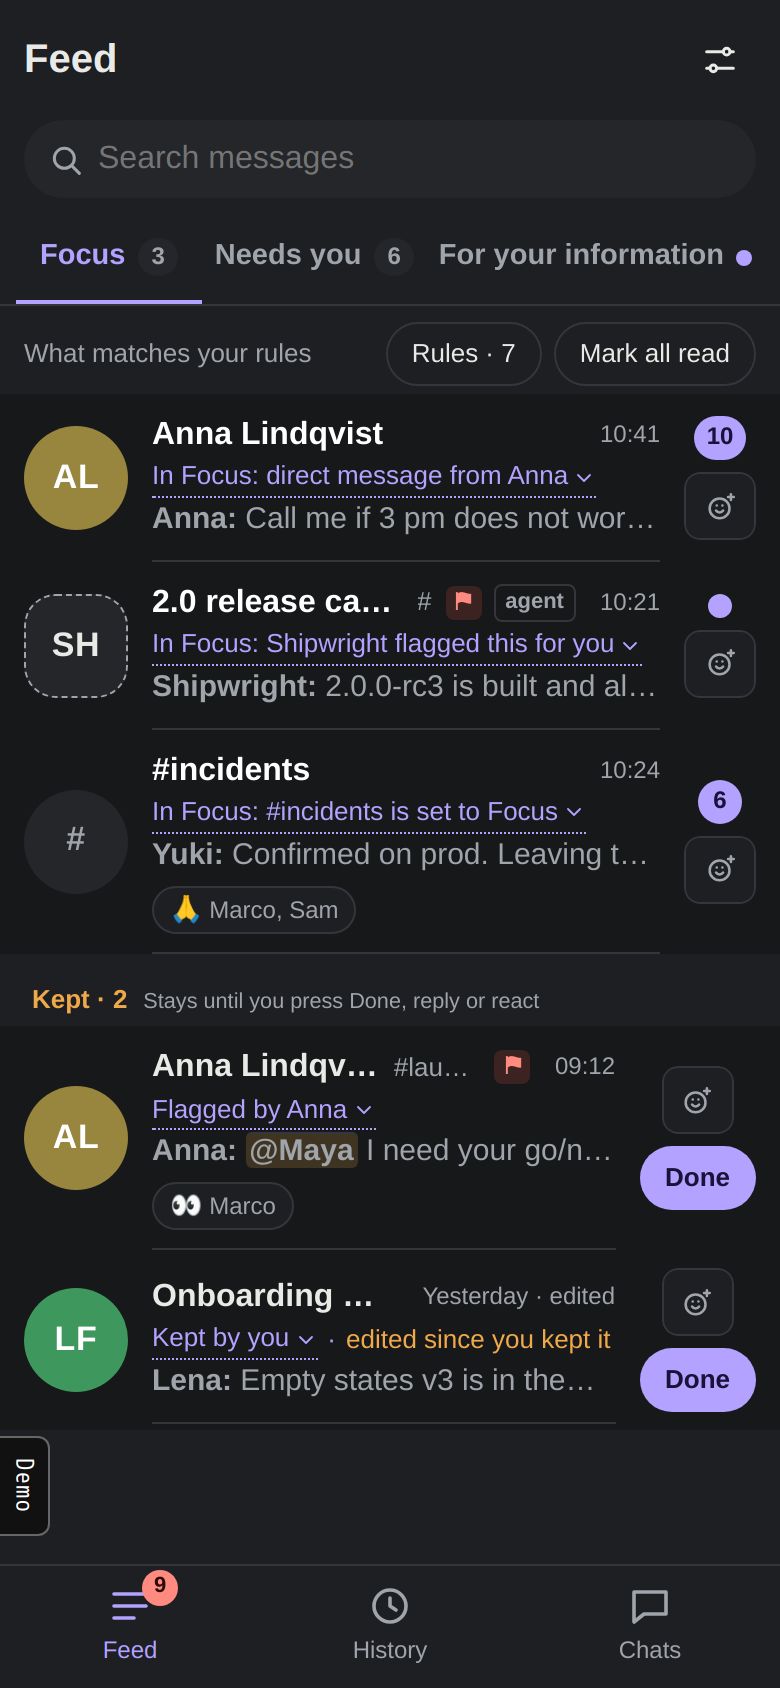 Feed
Search messages
Focus 3 Needs you 6 For your information
What matches your rules Rules · 7 Mark all read
AL Anna Lindqvist 10:41 10
In Focus: direct message from Anna
Anna: Call me if 3 pm does not wor…
SH 2.0 release ca… # agent 10:21
In Focus: Shipwright flagged this for you
Shipwright: 2.0.0-rc3 is built and al…
# #incidents 10:24 6
In Focus: #incidents is set to Focus
Yuki: Confirmed on prod. Leaving t…
🙏 Marco, Sam
Kept · 2 Stays until you press Done, reply or react
AL Anna Lindqv… #lau… 09:12
Flagged by Anna
Anna: @Maya I need your go/n… Done
👀 Marco
LF Onboarding … Yesterday · edited
Kept by you · edited since you kept it
Lena: Empty states v3 is in the… Done
Demo
9
Feed History Chats